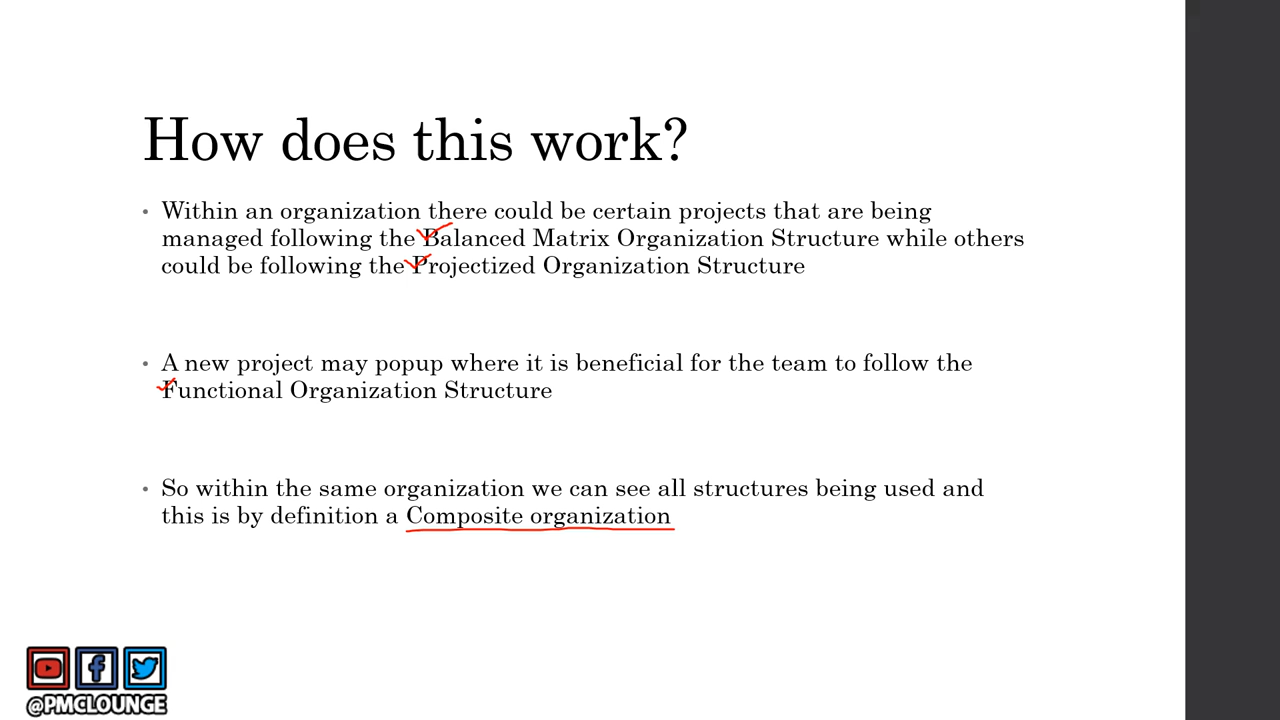 How does this work?
• Within an organization there could be certain projects that are being
managed following the Balanced Matrix Organization Structure while others
could be following the Projectized Organization Structure
• A new project may popup where it is beneficial for the team to follow the
Functional Organization Structure
• So within the same organization we can see all structures being used and
this is by definition a Composite organization
@PMCLOUNGE